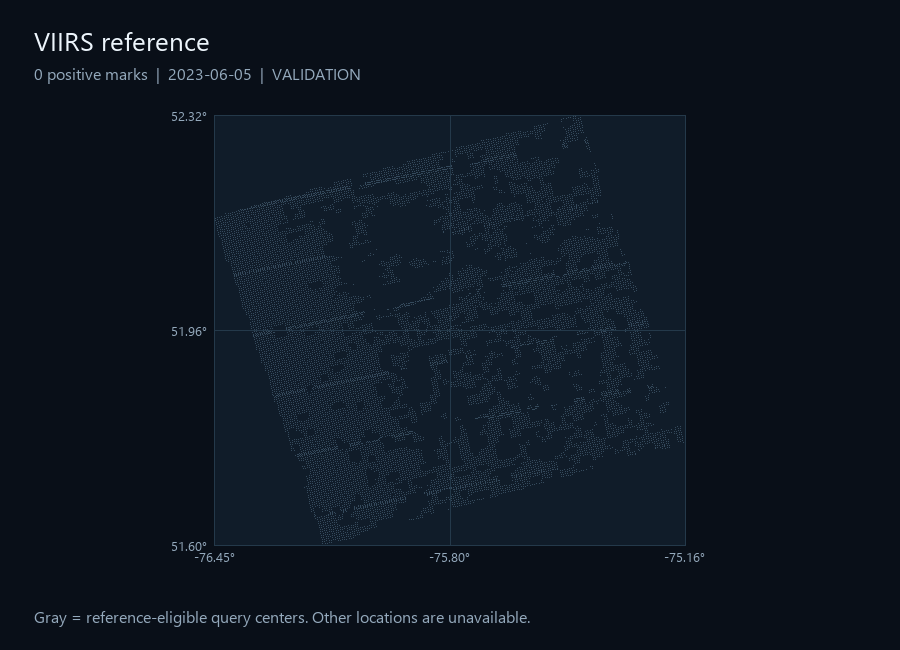 VIIRS reference
0 positive marks | 2023-06-05 | VALIDATION
52.32°
51.96°
51.60°
-76.45°
-75.80°
-75.16°
Gray = reference-eligible query centers. Other locations are unavailable.